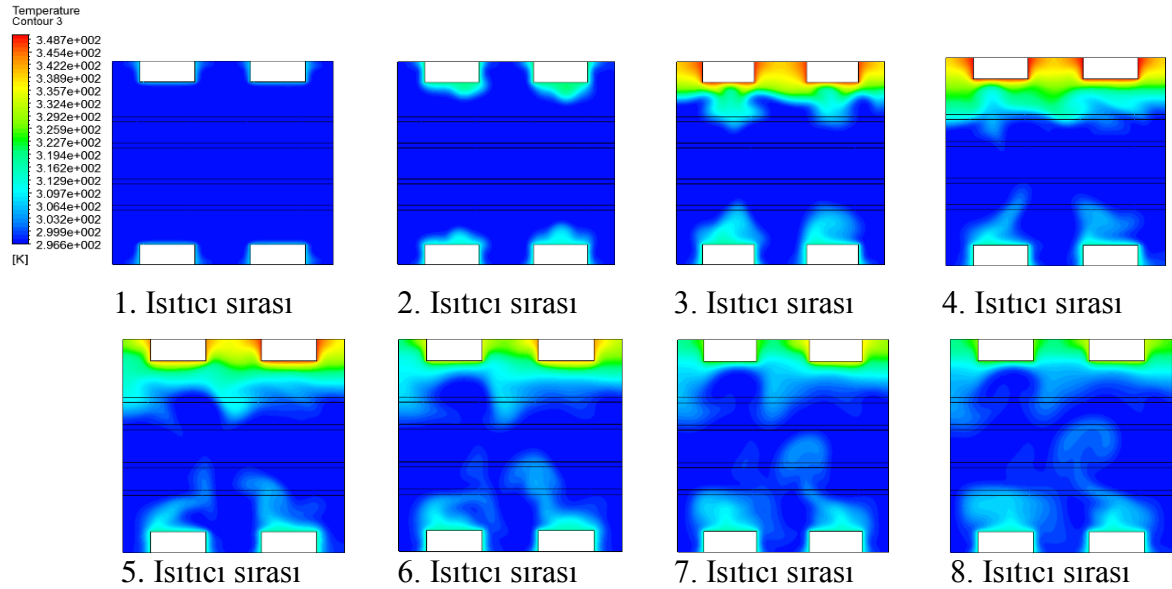 Temperature
Contour 3
3.487e+002
3.454e+002
3.422e+002
3.389e+002
3.357e+002
3.324e+002
3.292e+002
3.259e+002
3.227e+002
3.194e+002
3.162e+002
3.129e+002
3.097e+002
3.064e+002
3.032e+002
2.999e+002
2.966e+002
[K]
1. Isıtıcı sırası
2. Isıtıcı sırası
3. Isıtıcı sırası
4. Isıtıcı sırası
5. Isıtıcı sırası
6. Isıtıcı sırası
7. Isıtıcı sırası
8. Isıtıcı sırası